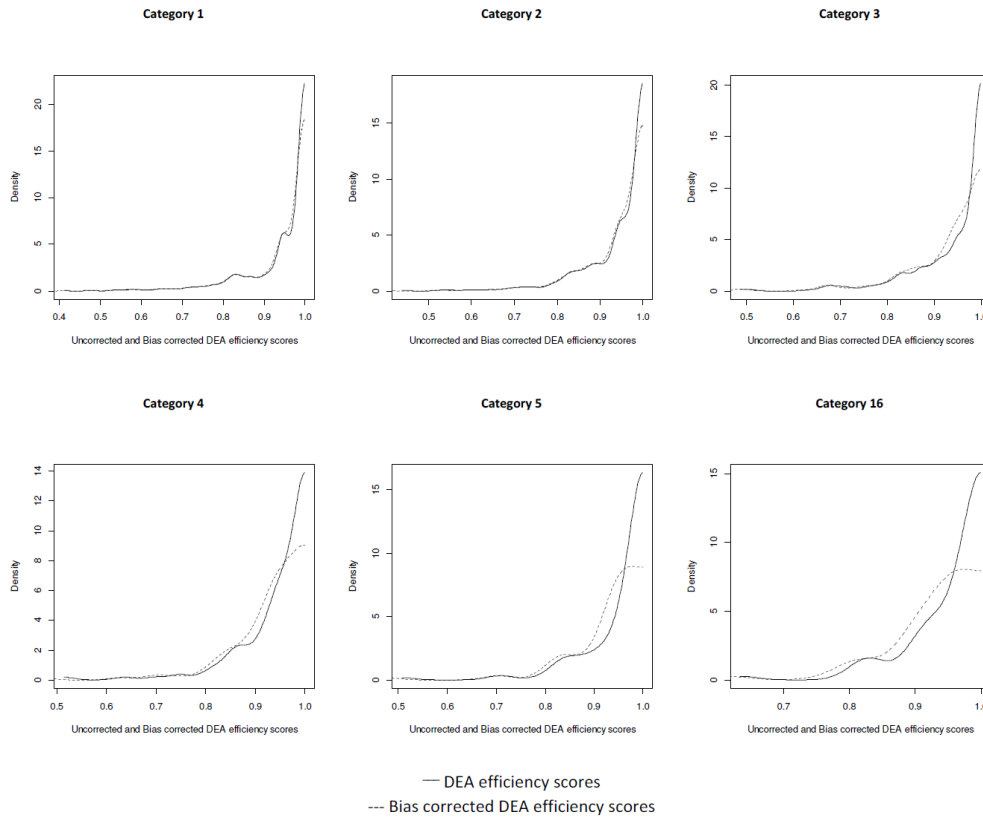 Category 1
Category 2
Category 3
20
15
10
5
0
Density
0.4 0.5 0.6 0.7 0.8 0.9 1.0
Uncorrected and Bias corrected DEA efficiency scores
15
10
5
0
Density
0.5 0.6 0.7 0.8 0.9 1.0
Uncorrected and Bias corrected DEA efficiency scores
20
15
10
5
0
Density
0.5 0.6 0.7 0.8 0.9 1.0
Uncorrected and Bias corrected DEA efficiency scores
Category 4
Category 5
Category 16
14
12
10
8
6
4
2
0
Density
0.5 0.6 0.7 0.8 0.9 1.0
Uncorrected and Bias corrected DEA efficiency scores
15
10
5
0
Density
0.5 0.6 0.7 0.8 0.9 1.0
Uncorrected and Bias corrected DEA efficiency scores
15
10
5
0
Density
0.7 0.8 0.9 1.0
Uncorrected and Bias corrected DEA efficiency scores
DEA efficiency scores
Bias corrected DEA efficiency scores